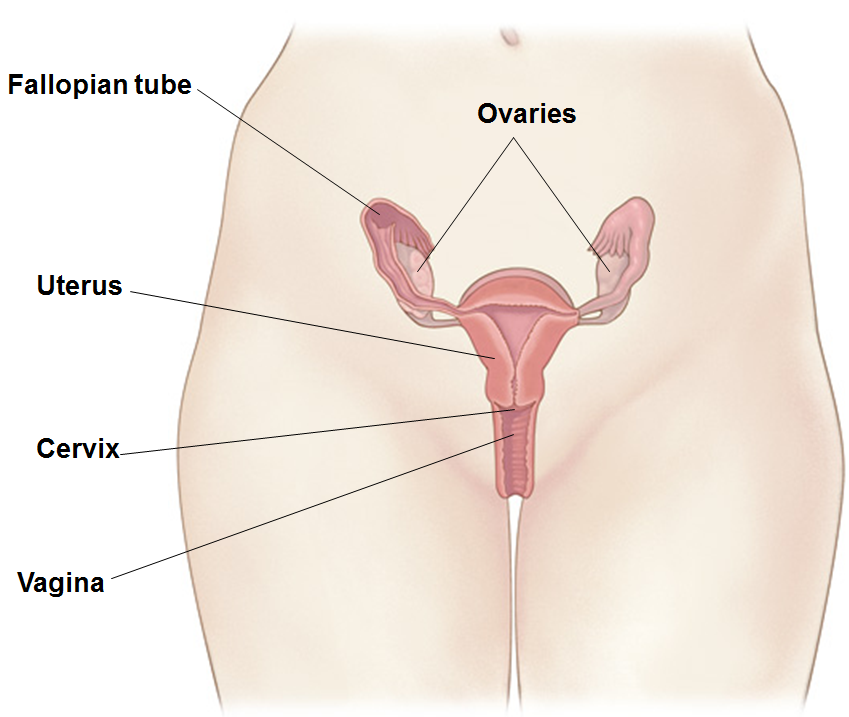 Fallopian tube
Ovaries
Uterus
Cervix
Vagina